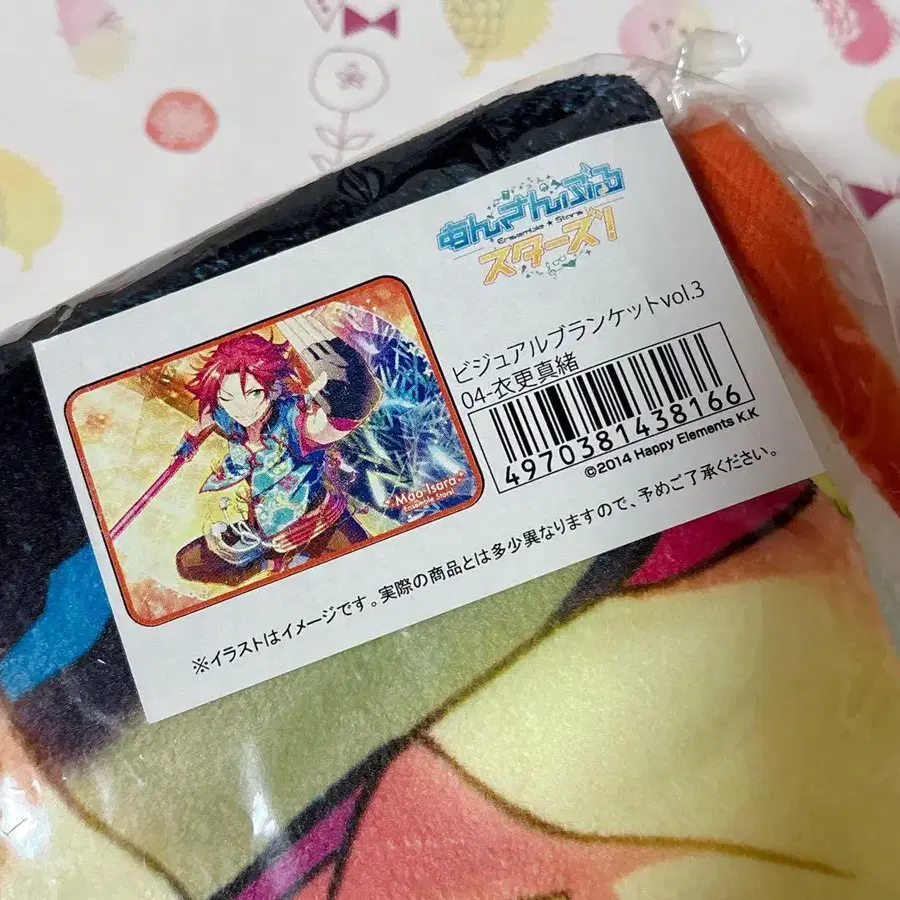 あんさんぶる
Ensemble ★ Stars
スターズ!
ビジュアルブランケットvol.3
04-衣更真緒
4970381438166
©2014 Happy Elements K.K
Mao Isara
Ensemble Stars!
※イラストはイメージです。実際の商品とは多少異なりますので、予めご了承ください。